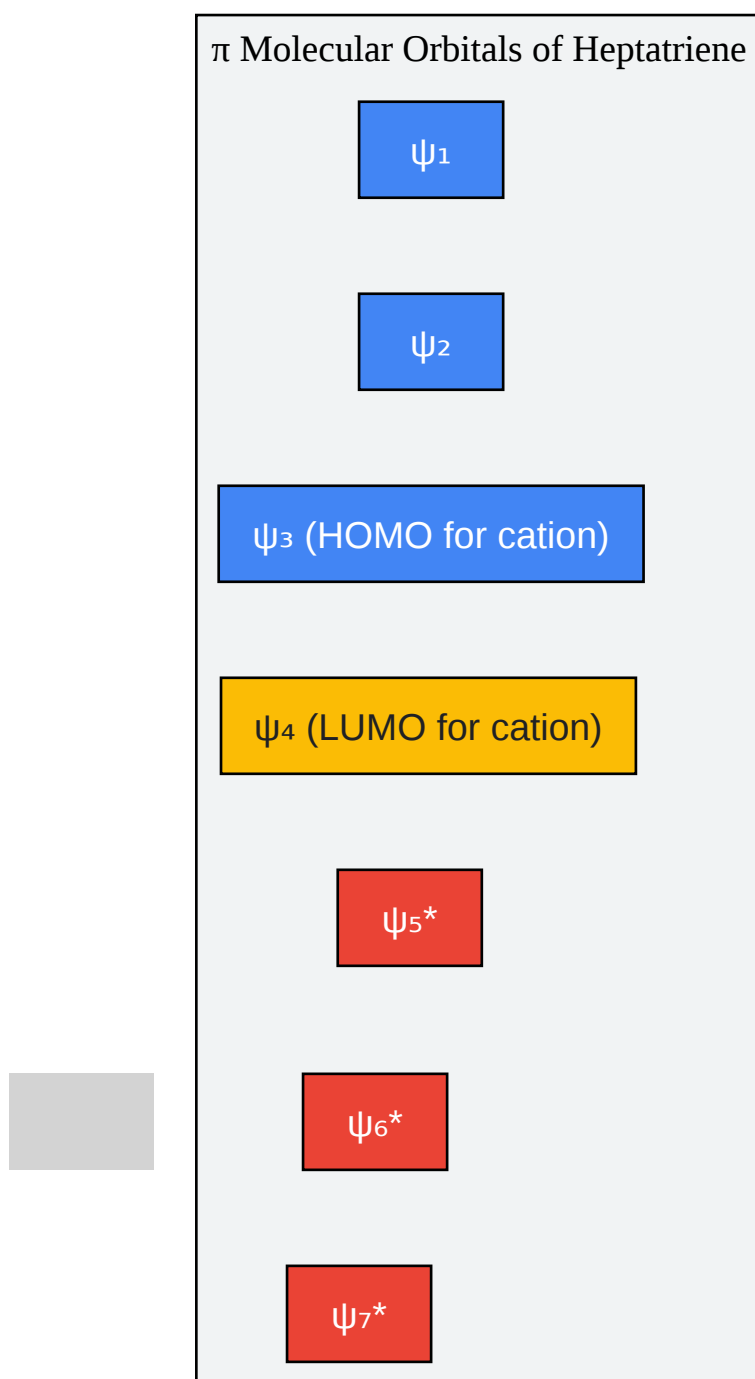 π Molecular Orbitals of Heptatriene
ψ₁
ψ₂
ψ₃ (HOMO for cation)
ψ₄ (LUMO for cation)
ψ₅*
ψ₆*
ψ₇*